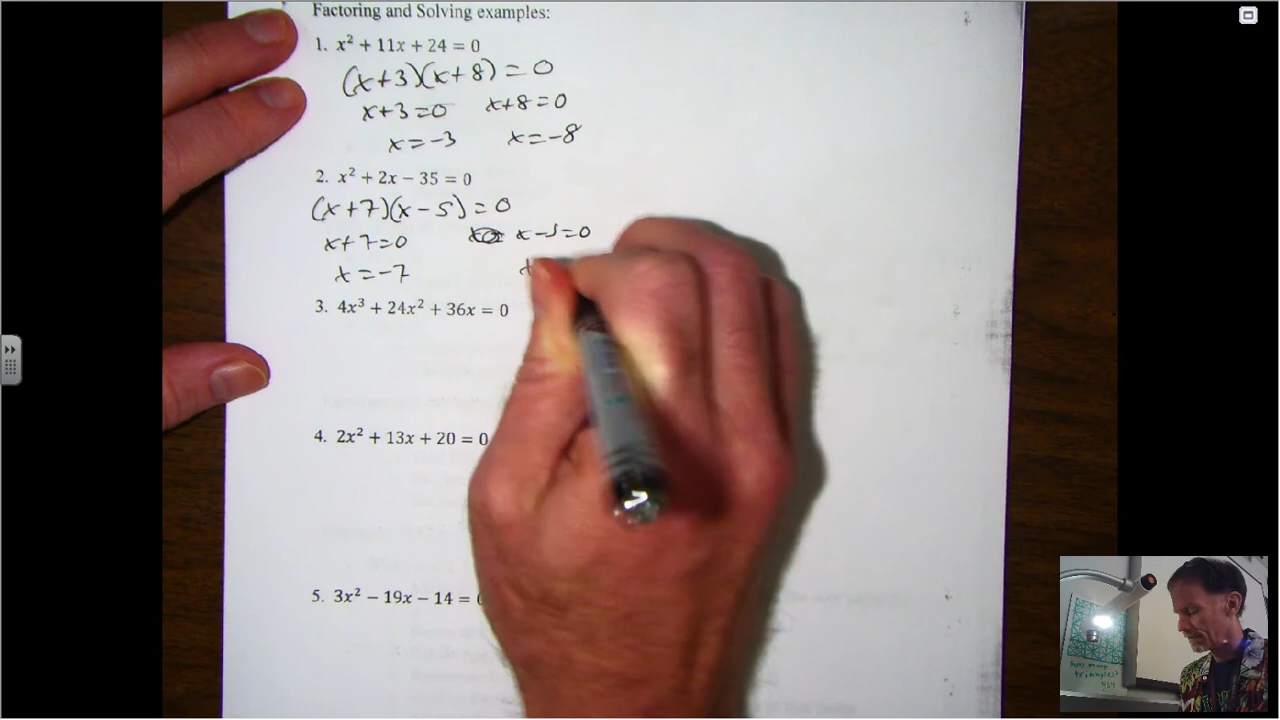 Factoring and Solving examples:
1. x² + 11x + 24 = 0
(x+3)(x+8) = 0
x+3=0 x+8=0
x=-3 x=-8
2. x² + 2x − 35 = 0
(x+7)(x-5)=0
x+7=0 x-5=0
x=-7 x
3. 4x³ + 24x² + 36x = 0
4. 2x² + 13x + 20 = 0
5. 3x² − 19x − 14 =
triangles?